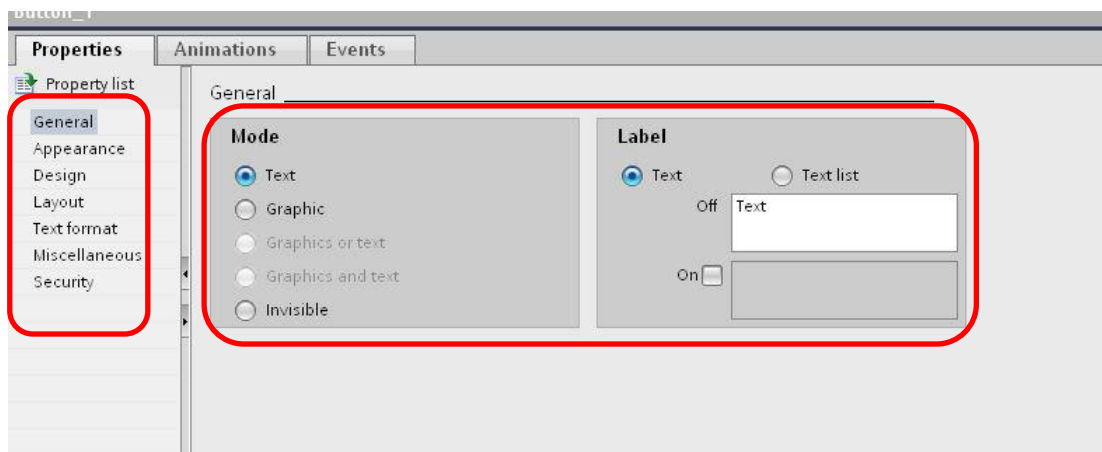 Button_1
Properties Animations Events
Property list
General
General
Appearance
Design
Layout
Text format
Miscellaneous
Security
Mode
Text
Graphic
Graphics or text
Graphics and text
Invisible
Label
Text Text list
Off Text
On